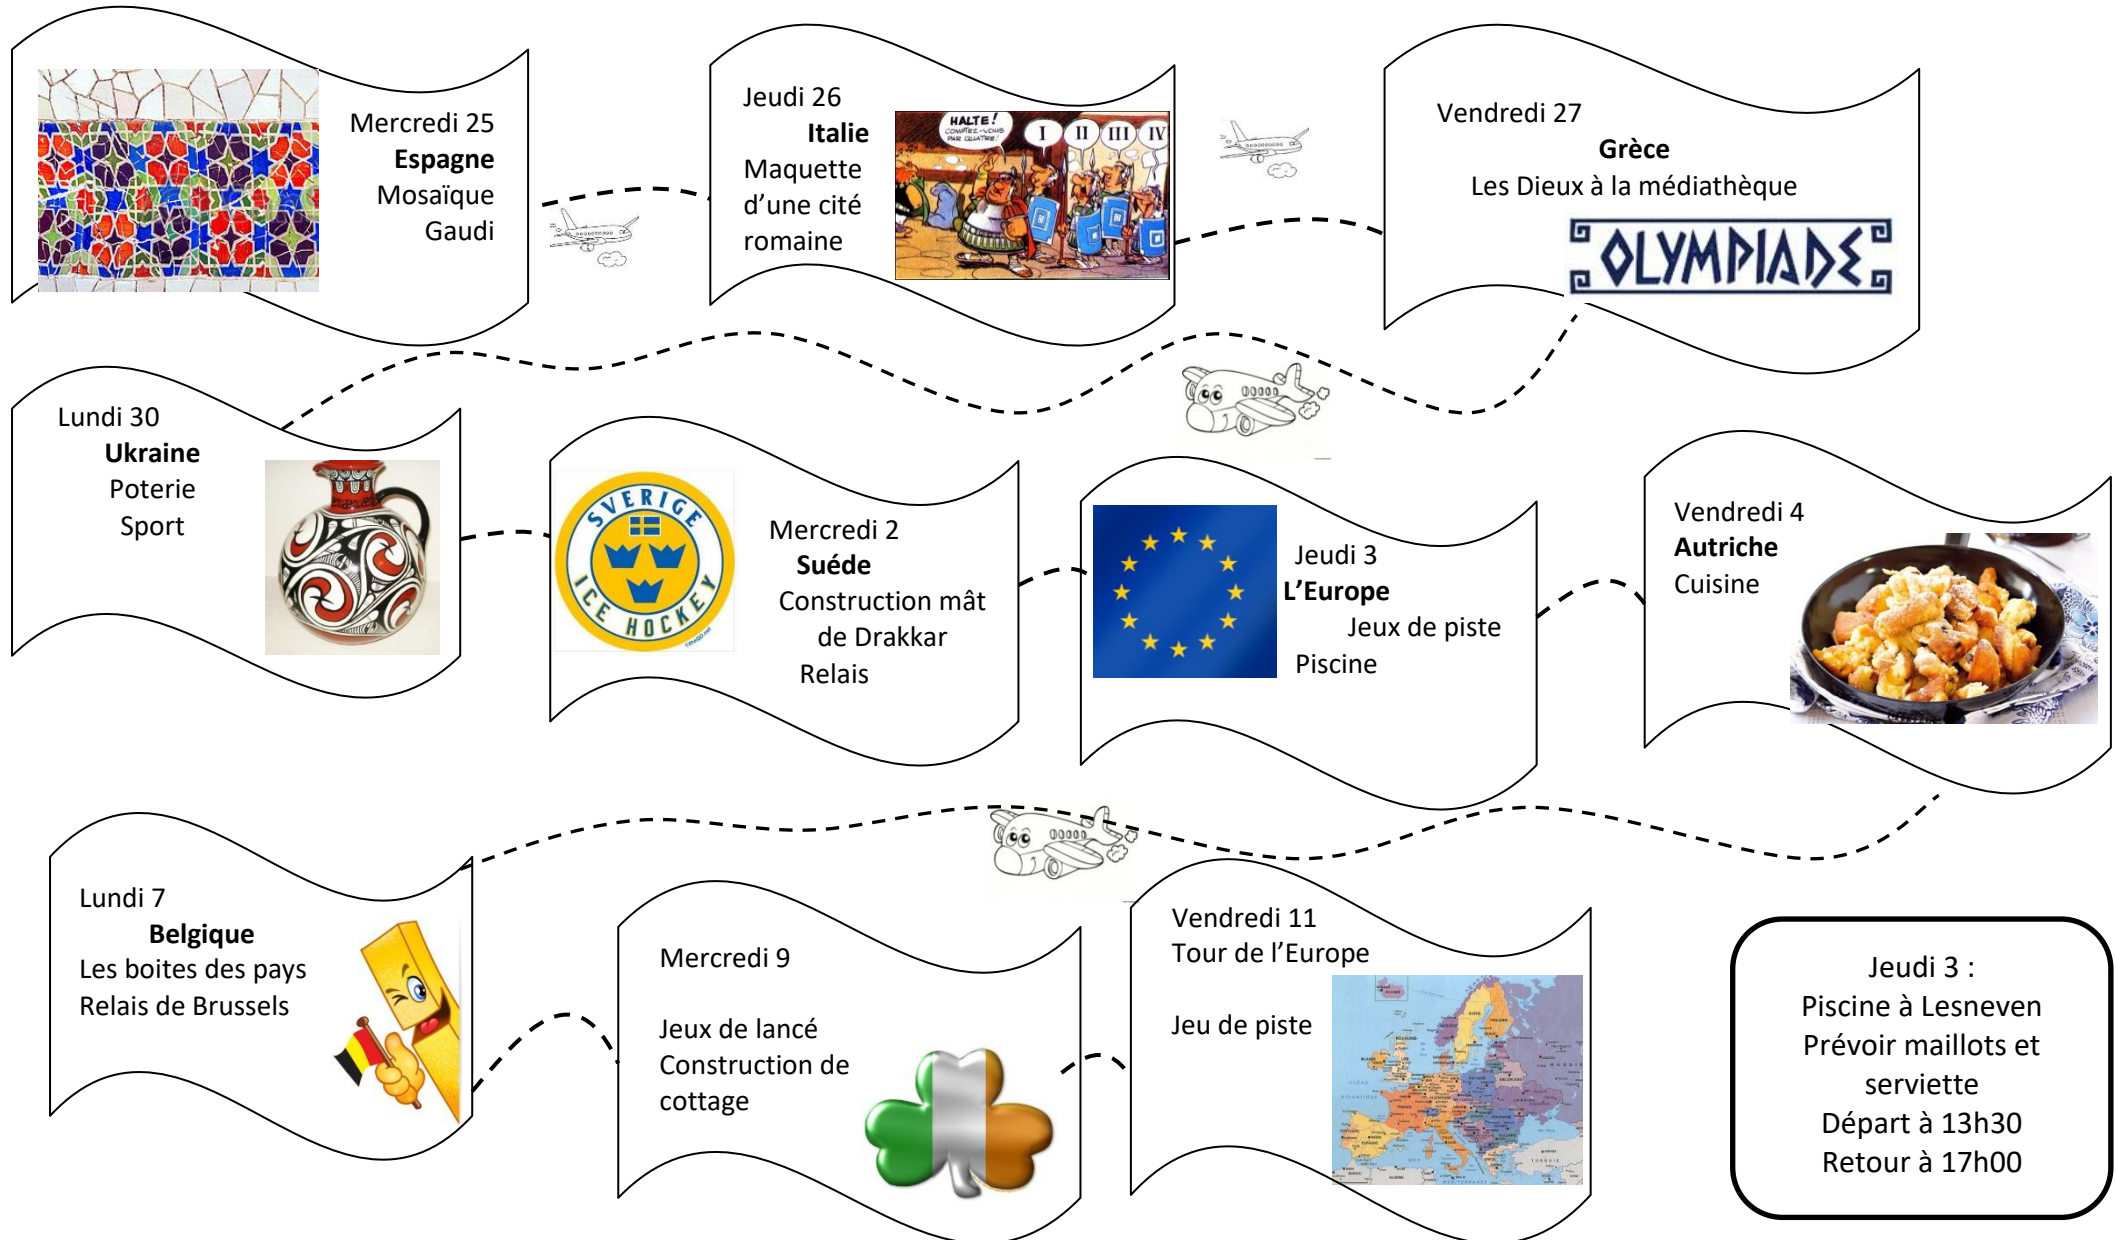 Mercredi 25
Espagne
Mosaïque
Gaudi
Jeudi 26
Italie
Maquette
d’une cité
romaine
HALTE!
COMPTEZ-VOUS
PAR QUATRE!
I II III IV
Vendredi 27
Grèce
Les Dieux à la médiathèque
OLYMPIADE
Lundi 30
Ukraine
Poterie
Sport
SVERIGE
ICE HOCKEY
Mercredi 2
Suéde
Construction mât
de Drakkar
Relais
Jeudi 3
L’Europe
Jeux de piste
Piscine
Vendredi 4
Autriche
Cuisine
Lundi 7
Belgique
Les boites des pays
Relais de Brussels
Mercredi 9
Jeux de lancé
Construction de
cottage
Vendredi 11
Tour de l’Europe
Jeu de piste
Jeudi 3 :
Piscine à Lesneven
Prévoir maillots et
serviette
Départ à 13h30
Retour à 17h00